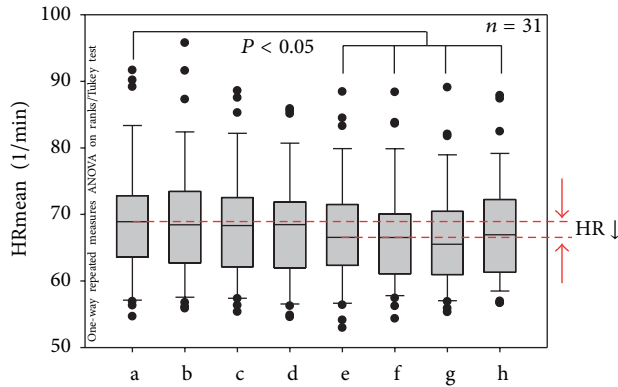 100
90
80
70
60
50
HRmean (1/min)
One-way repeated measures ANOVA on ranks/Tukey test
P < 0.05
n = 31
HR ↓
a b c d e f g h